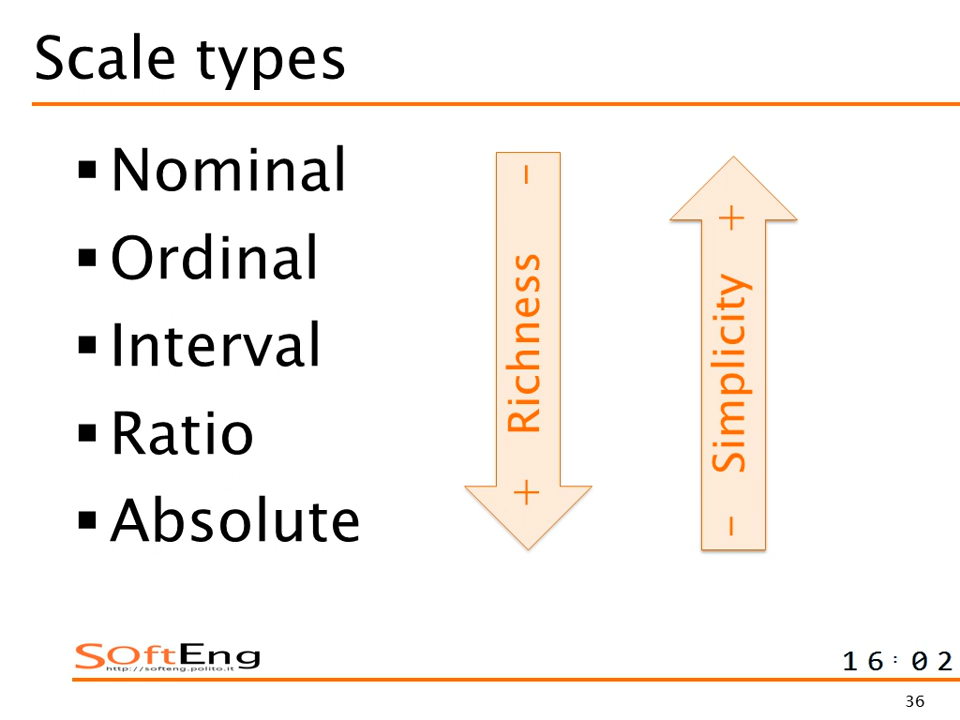 Scale types
▪ Nominal
▪ Ordinal
▪ Interval
▪ Ratio
▪ Absolute
+ Richness -
- Simplicity +
SOftEng
http://softeng.polito.it
16:02
36